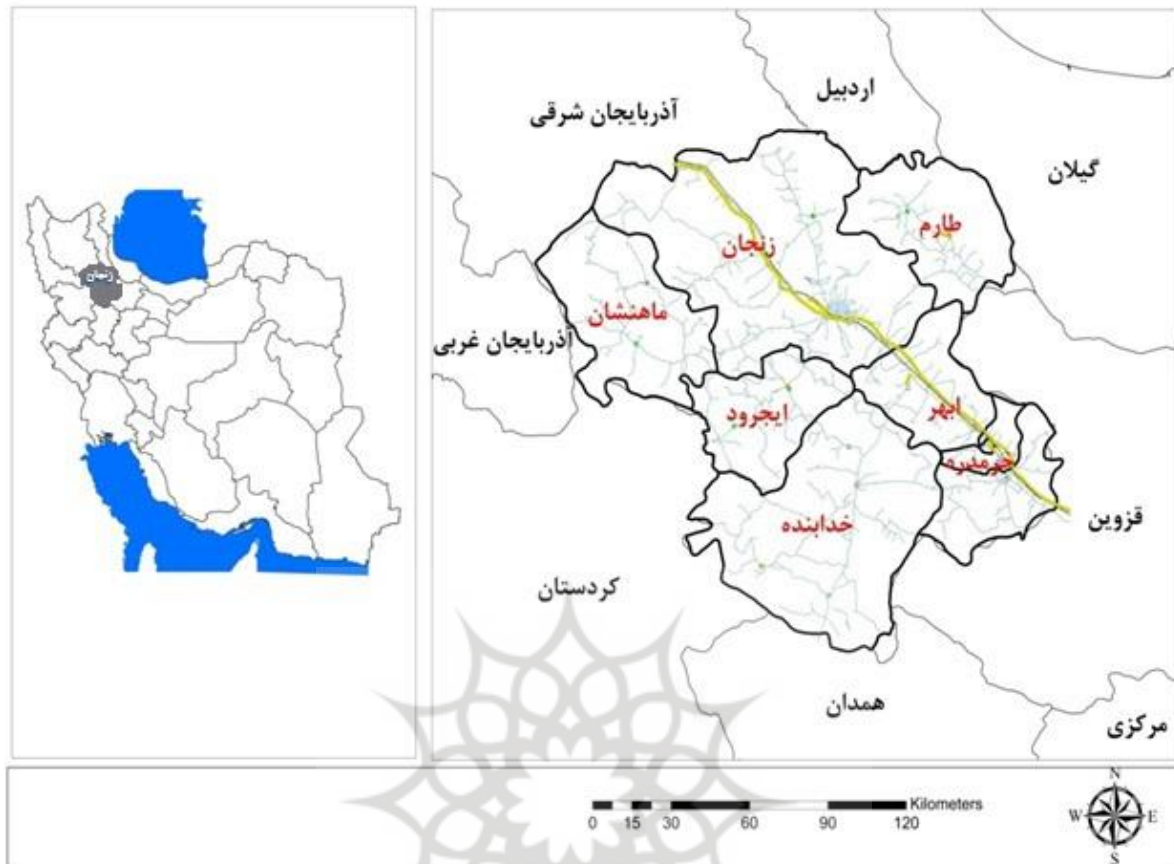 زنجان
اردبیل
آذربایجان شرقی
گیلان
طارم
زنجان
ماهنشان
آذربایجان غربی
ایجرود
ابهر
خرمدره
قزوین
خدابنده
کردستان
همدان
مرکزی
Kilometers
0 15 30 60 90 120
N
W E
S